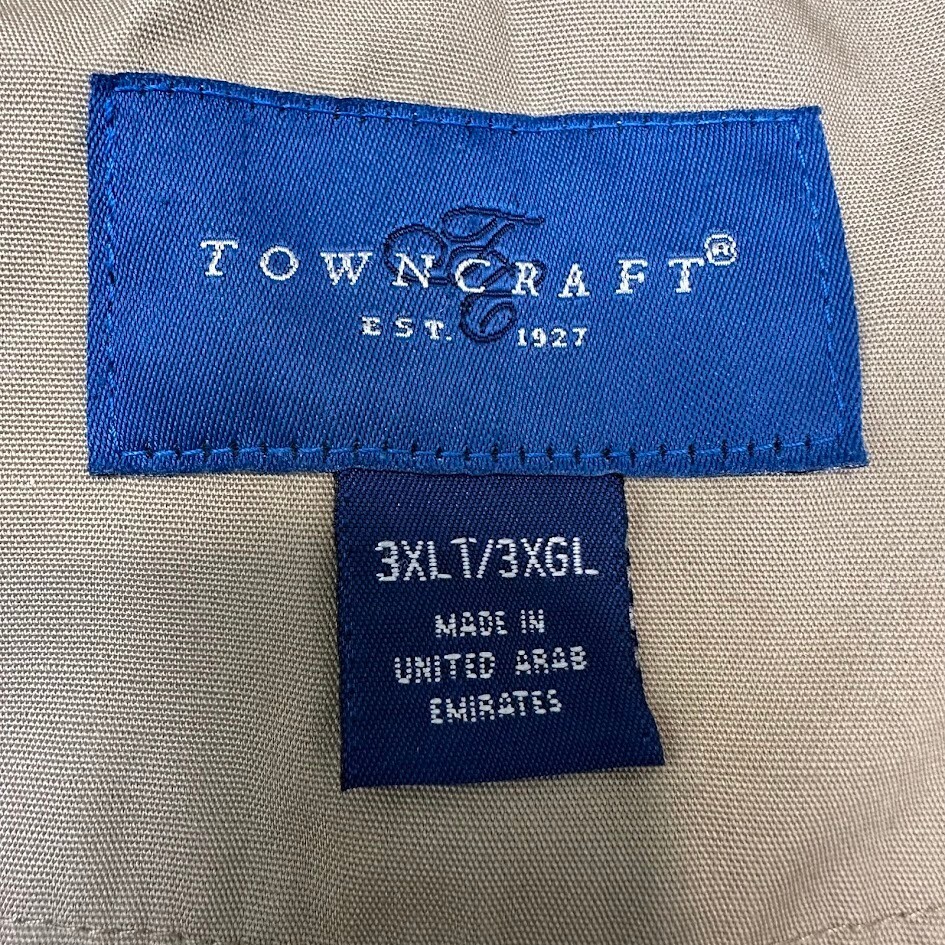 TOWNCRAFT®
EST. 1927
3XLT/3XGL
MADE IN
UNITED ARAB
EMIRATES